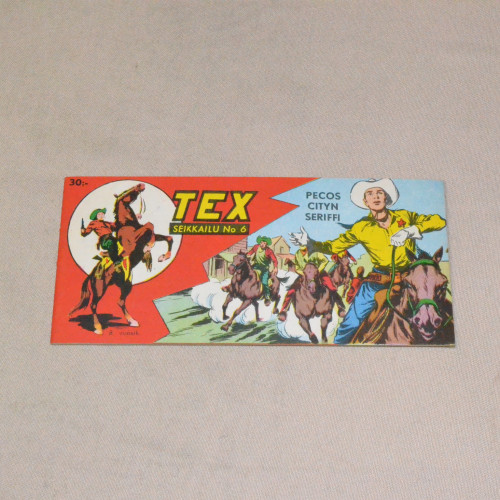 30:-
TEX
SEIKKAILU No 6
PECOS
CITYN
SERIFFI